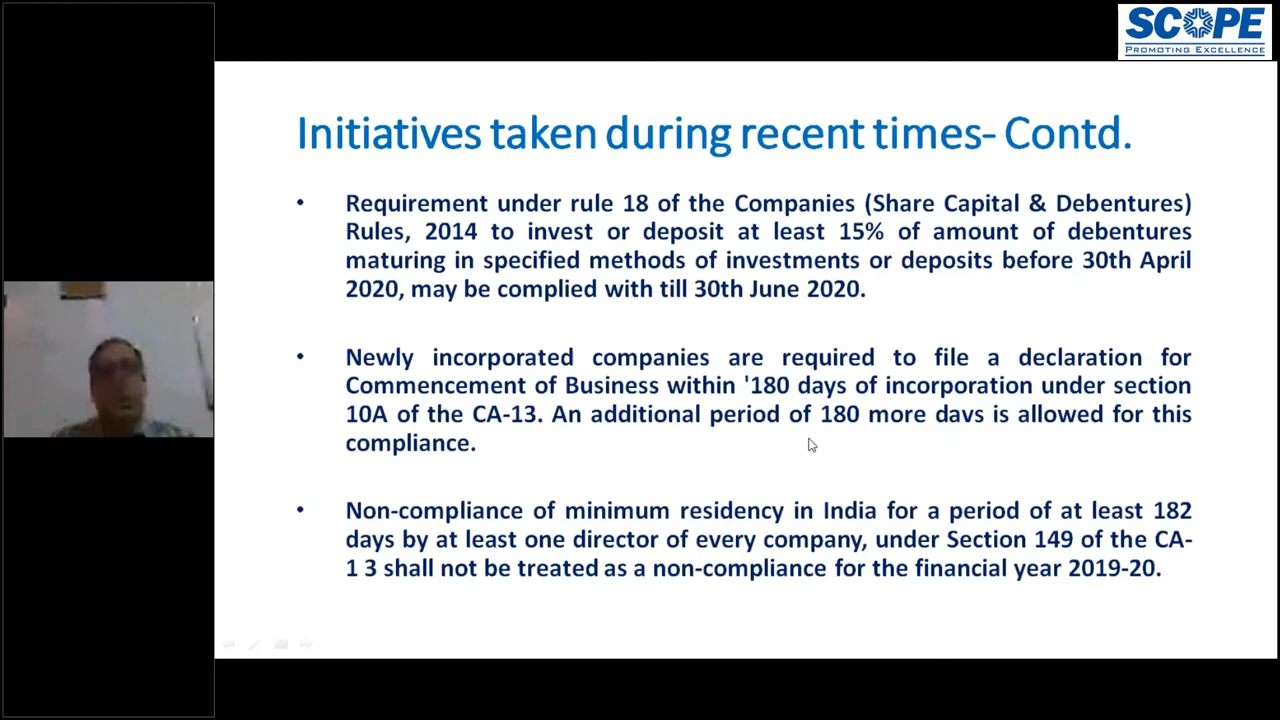 SCOPE
PROMOTING EXCELLENCE
Initiatives taken during recent times- Contd.
• Requirement under rule 18 of the Companies (Share Capital & Debentures)
Rules, 2014 to invest or deposit at least 15% of amount of debentures
maturing in specified methods of investments or deposits before 30th April
2020, may be complied with till 30th June 2020.
• Newly incorporated companies are required to file a declaration for
Commencement of Business within '180 days of incorporation under section
10A of the CA-13. An additional period of 180 more davs is allowed for this
compliance.
• Non-compliance of minimum residency in India for a period of at least 182
days by at least one director of every company, under Section 149 of the CA-
1 3 shall not be treated as a non-compliance for the financial year 2019-20.